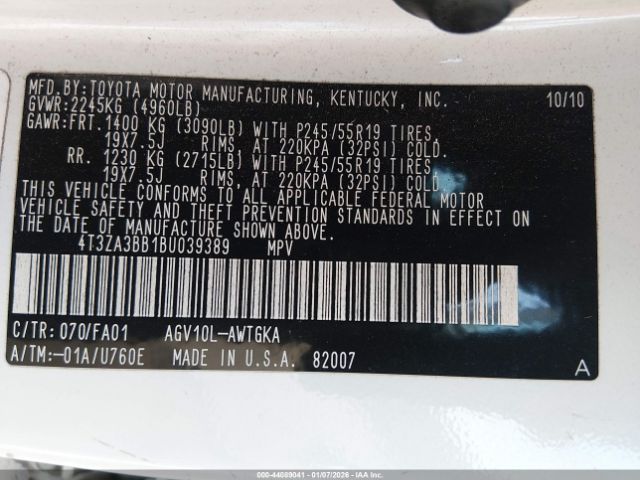 MFD.BY:TOYOTA MOTOR MANUFACTURING, KENTUCKY, INC. 10/10
GVWR:2245KG (4960LB)
GAWR:FRT.1400 KG (3090LB) WITH P245/55R19 TIRES,
19X7.5J RIMS, AT 220KPA (32PSI) COLD.
RR. 1230 KG (2715LB) WITH P245/55R19 TIRES,
19X7.5J RIMS, AT 220KPA (32PSI) COLD.
THIS VEHICLE CONFORMS TO ALL APPLICABLE FEDERAL MOTOR
VEHICLE SAFETY AND THEFT PREVENTION STANDARDS IN EFFECT ON
THE DATE OF MANUFACTURE SHOWN ABOVE.
4T3ZA3BB1BU039389 MPV
C/TR:070/FA01 AGV10L-AWTGKA
A/TM:-01A/U760E MADE IN U.S.A. 82007 A
000-44089041 - 01/07/2026 - IAAI.COM